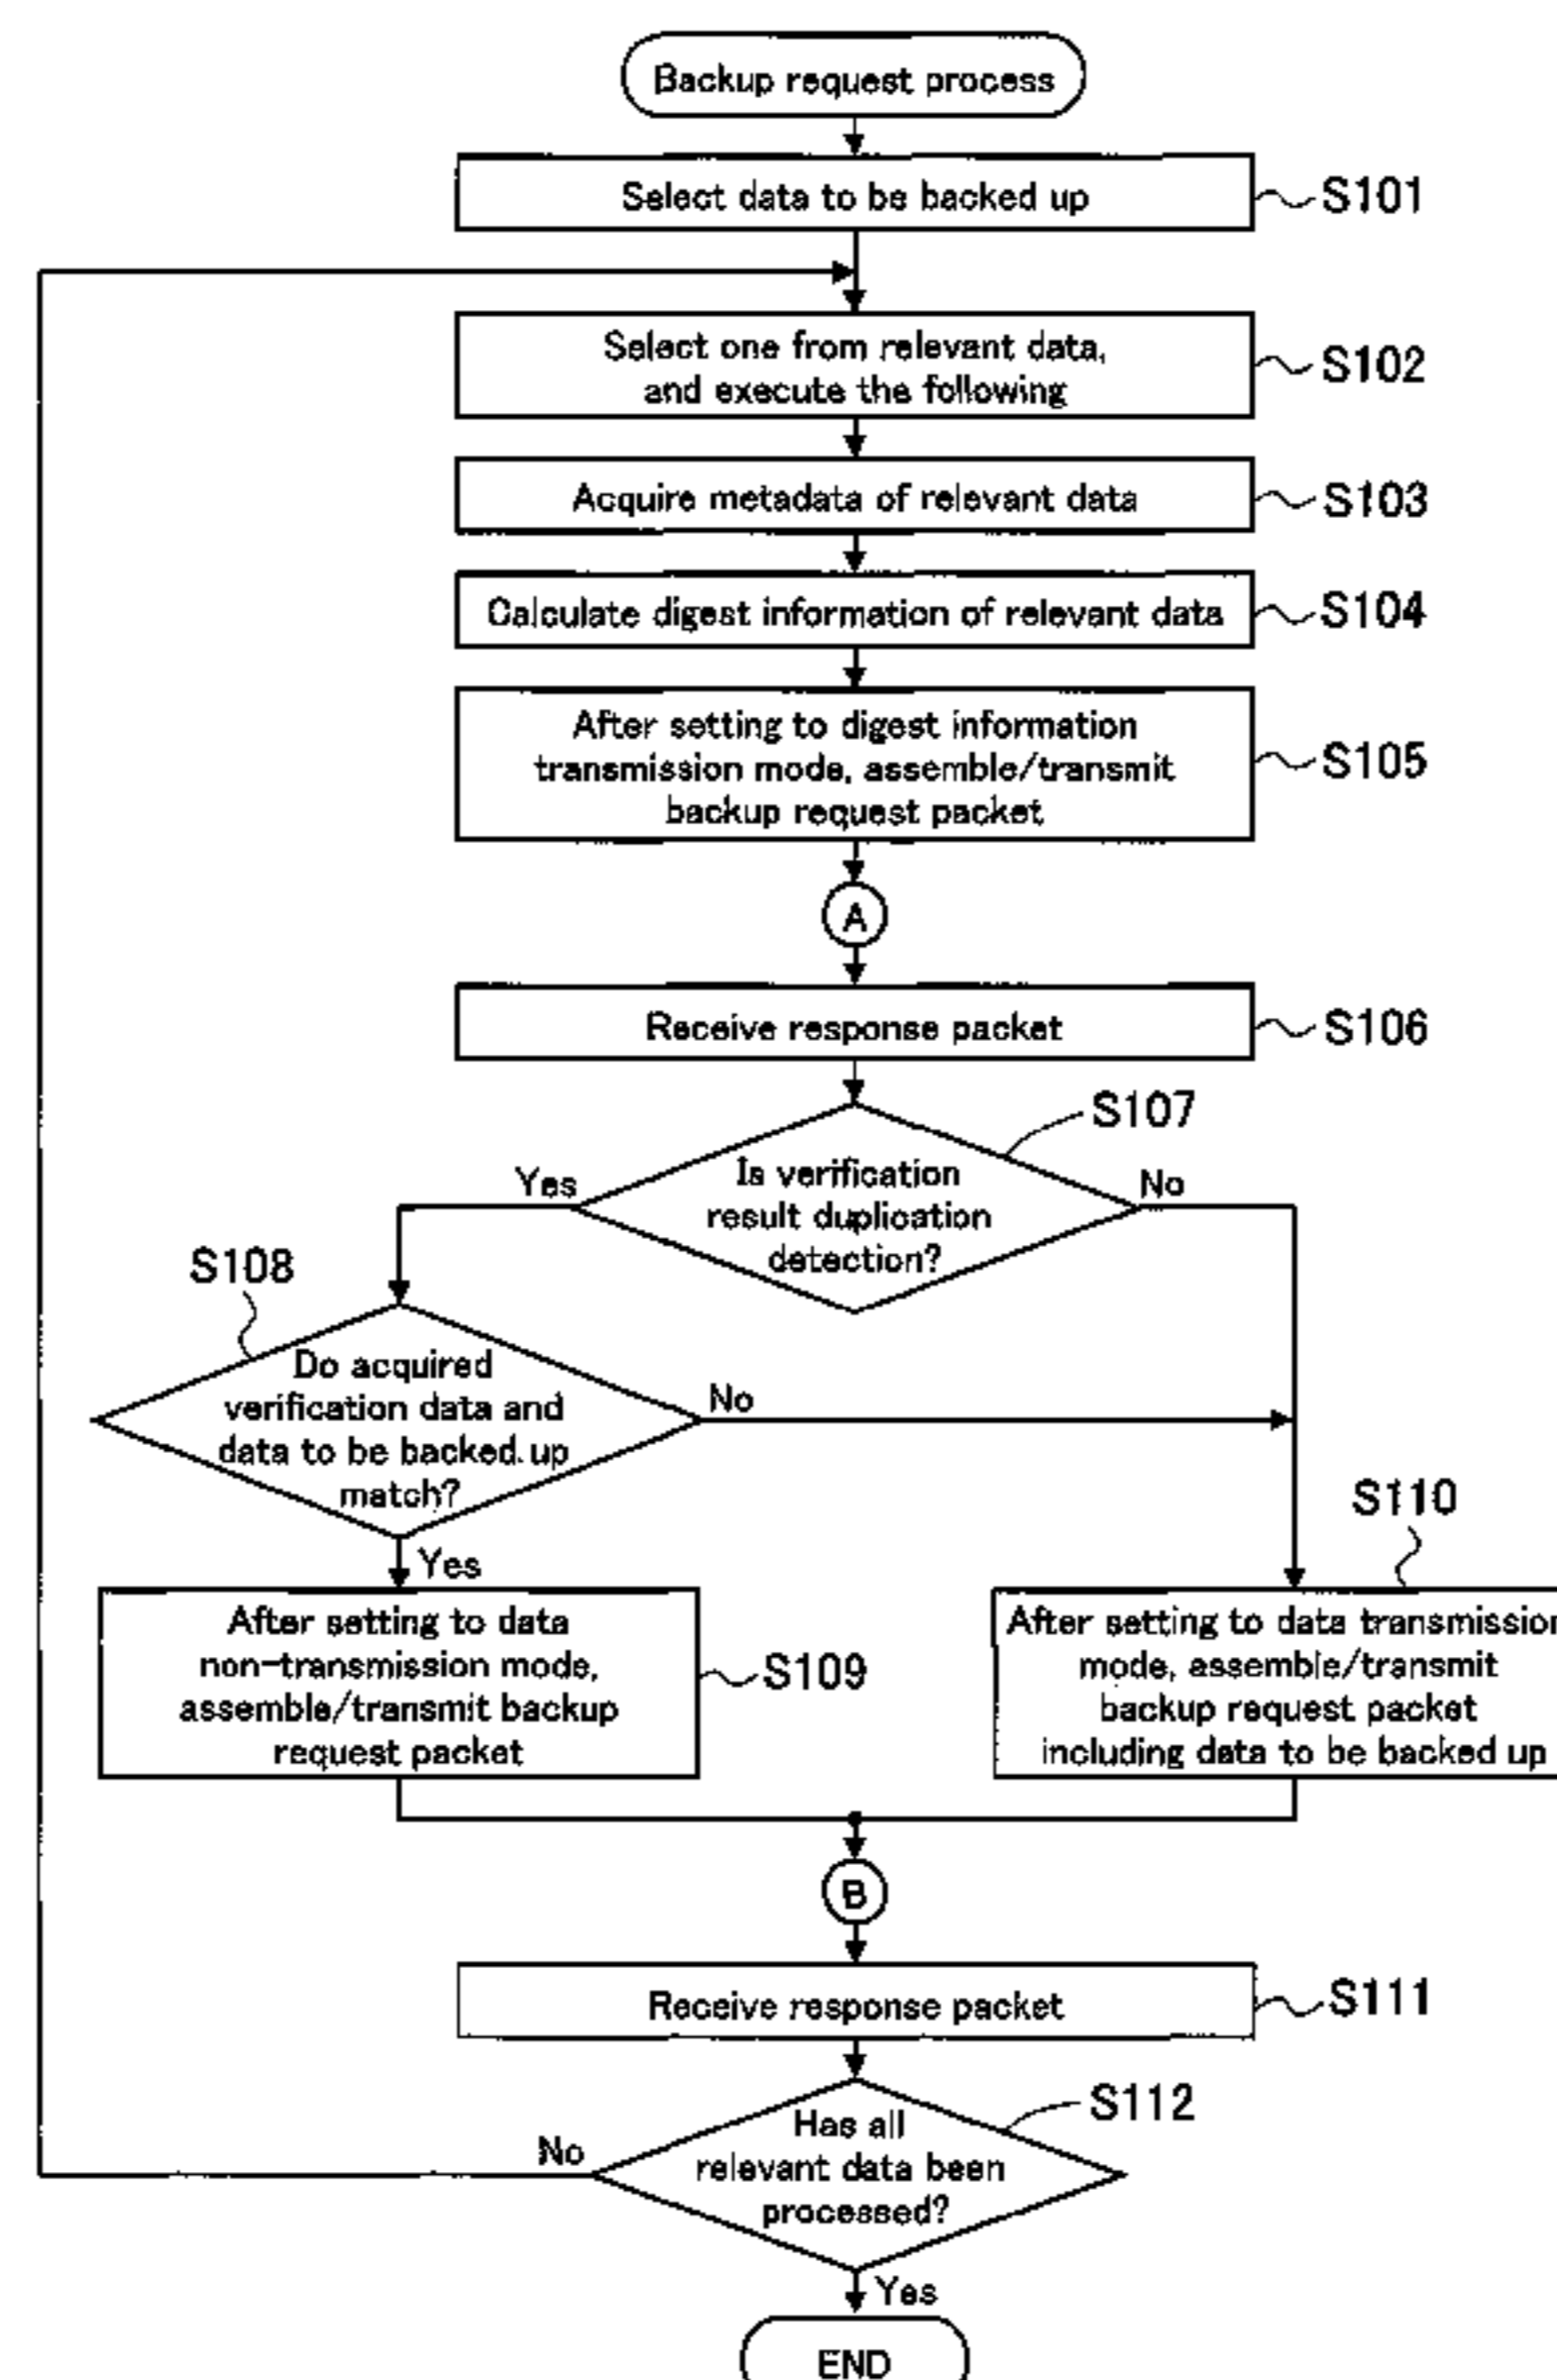 Backup request process
Select data to be backed up
S101
Select one from relevant data,
and execute the following
S102
Acquire metadata of relevant data
S103
Calculate digest information of relevant data
S104
After setting to digest information
transmission mode, assemble/transmit
backup request packet
S105
A
Receive response packet
S106
S107
Is verification
result duplication
detection?
Yes
No
S108
Do acquired
verification data and
data to be backed up
match?
No
Yes
S110
After setting to data
non-transmission mode,
assemble/transmit backup
request packet
S109
After setting to data transmission
mode, assemble/transmit
backup request packet
including data to be backed up
B
Receive response packet
S111
S112
Has all
relevant data been
processed?
No
Yes
END